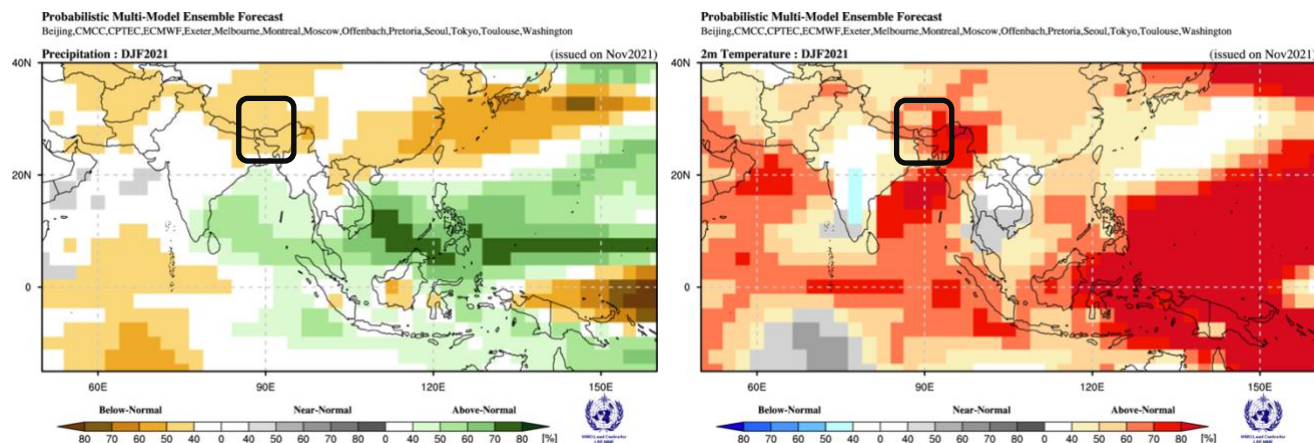 Probabilistic Multi-Model Ensemble Forecast
Beijing,CMCC,CPTEC,ECMWF,Exeter,Melbourne,Montreal,Moscow,Offenbach,Pretoria,Seoul,Tokyo,Toulouse,Washington
Precipitation : DJF2021 (issued on Nov2021)
40N
20N
0
60E 90E 120E 150E
Below-Normal Near-Normal Above-Normal
80 70 60 50 40 0 40 50 60 70 80 0 40 50 60 70 80 [%]
Probabilistic Multi-Model Ensemble Forecast
Beijing,CMCC,CPTEC,ECMWF,Exeter,Melbourne,Montreal,Moscow,Offenbach,Pretoria,Seoul,Tokyo,Toulouse,Washington
2m Temperature : DJF2021 (issued on Nov2021)
40N
20N
0
60E 90E 120E 150E
Below-Normal Near-Normal Above-Normal
80 70 60 50 40 0 40 50 60 70 80 0 40 50 60 70 80 [%]